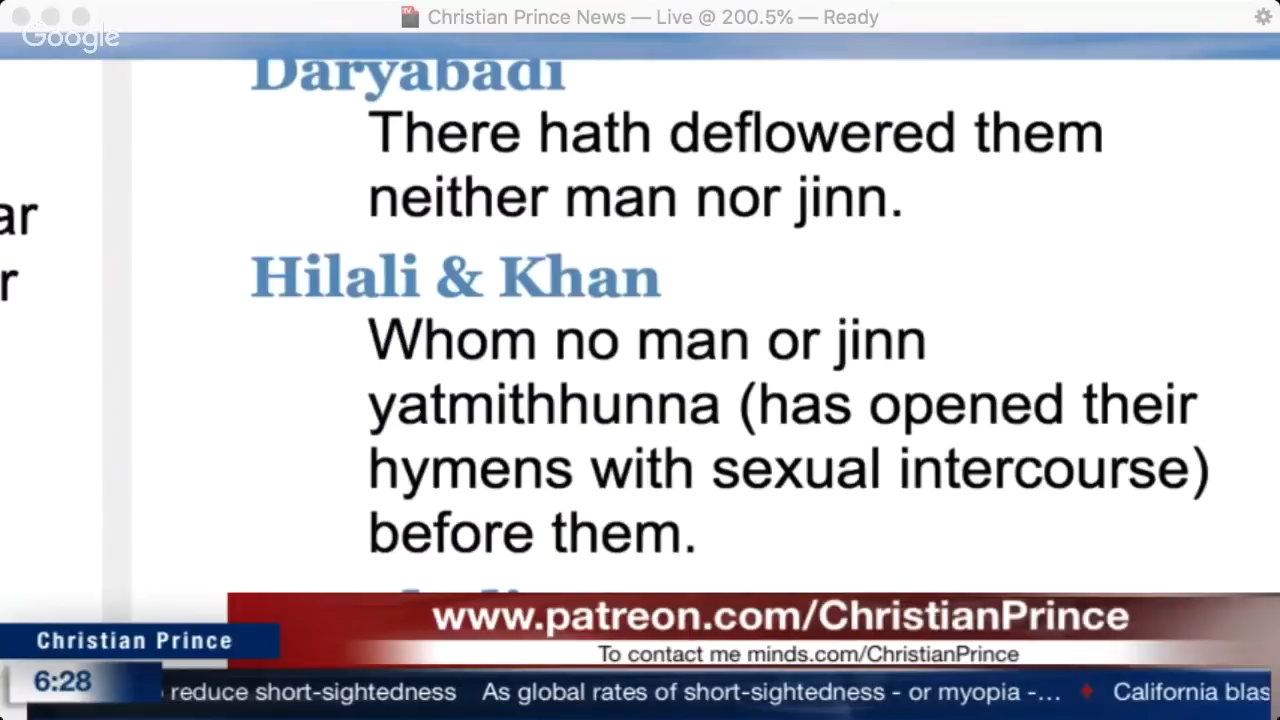 Christian Prince News — Live @ 200.5% — Ready
Google
Daryabadi
There hath deflowered them
neither man nor jinn.
ar
r
Hilali & Khan
Whom no man or jinn
yatmithhunna (has opened their
hymens with sexual intercourse)
before them.
www.patreon.com/ChristianPrince
Christian Prince
To contact me minds.com/ChristianPrince
6:28
reduce short-sightedness As global rates of short-sightedness - or myopia -... California blas